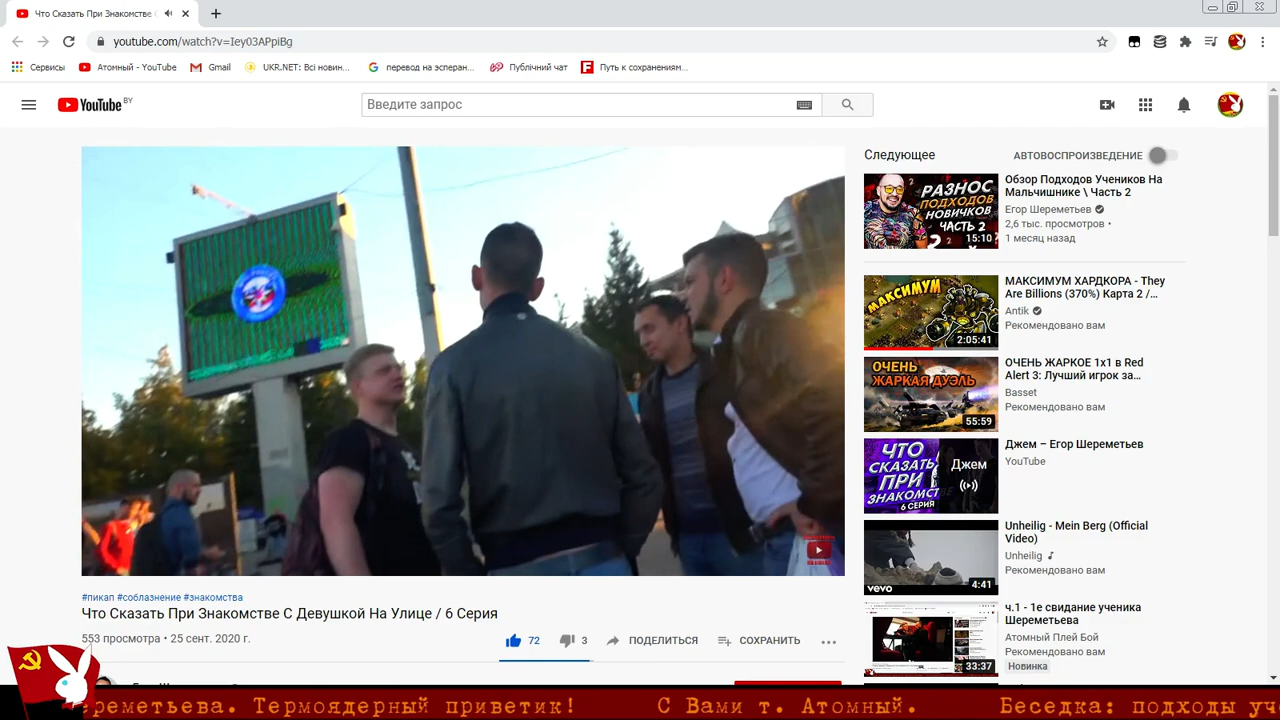 Что Сказать При Знакомстве С
youtube.com/watch?v=Iey03APpiBg
Сервисы
Атомный - YouTube
Gmail
UKR.NET: Всі новин...
перевод на эсперан...
Публічний чат
Путь к сохранениям...
YouTube BY
Введите запрос
Следующее
АВТОВОСПРОИЗВЕДЕНИЕ
РАЗНОС
ПОДХОДОВ
НОВИЧКОВ
ЧАСТЬ 2
15:10
Обзор Подходов Учеников На
Мальчишнике \ Часть 2
Егор Шереметьев
2,6 тыс. просмотров •
1 месяц назад
МАКСИМУМ
2:05:41
МАКСИМУМ ХАРДКОРА - They
Are Billions (370%) Карта 2 /...
Antik
Рекомендовано вам
ОЧЕНЬ
ЖАРКАЯ ДУЭЛЬ
55:59
ОЧЕНЬ ЖАРКОЕ 1x1 в Red
Alert 3: Лучший игрок за...
Basset
Рекомендовано вам
ЧТО
СКАЗАТЬ
ПРИ
ЗНАКОМСТВЕ
6 СЕРИЯ
Джем
Джем – Егор Шереметьев
YouTube
vevo
4:41
Unheilig - Mein Berg (Official
Video)
Unheilig
Рекомендовано вам
33:37
ч.1 - 1е свидание ученика
Шереметьева
Атомный Плей Бой
Рекомендовано вам
Новинка
#пикап #соблазнение #знакомства
Что Сказать При Знакомстве С Девушкой На Улице / 6 Серия
553 просмотра • 25 сент. 2020 г.
72
3
ПОДЕЛИТЬСЯ
СОХРАНИТЬ
ереметьева. Термоядерный приветик! С Вами т. Атомный. Беседка: подходы уч